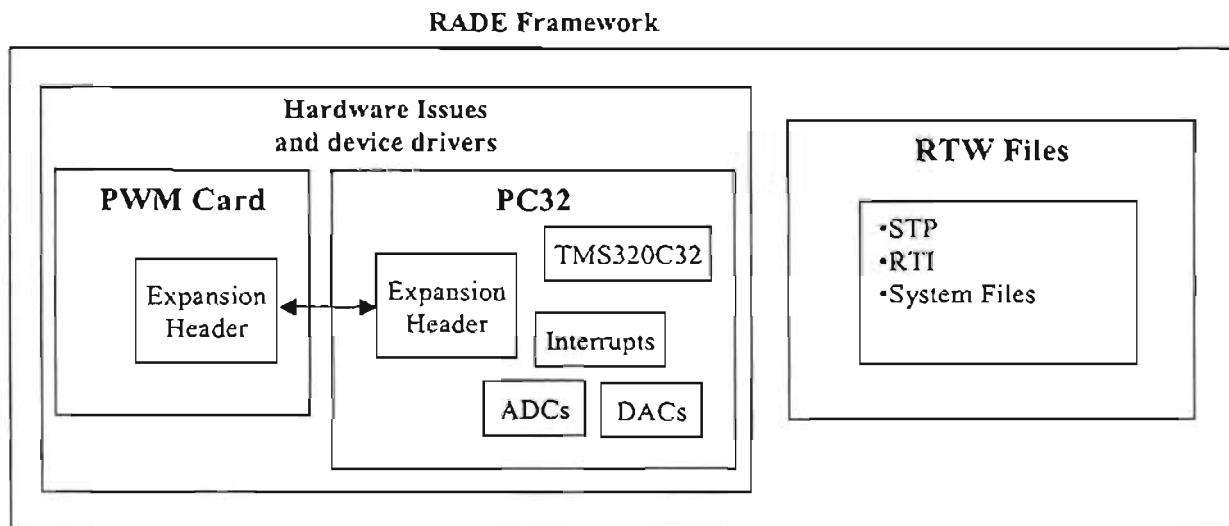 RADE Framework
Hardware Issues
and device drivers
PWM Card
Expansion
Header
PC32
Expansion
Header
TMS320C32
Interrupts
ADCs
DACs
RTW Files
•STP
•RTI
•System Files